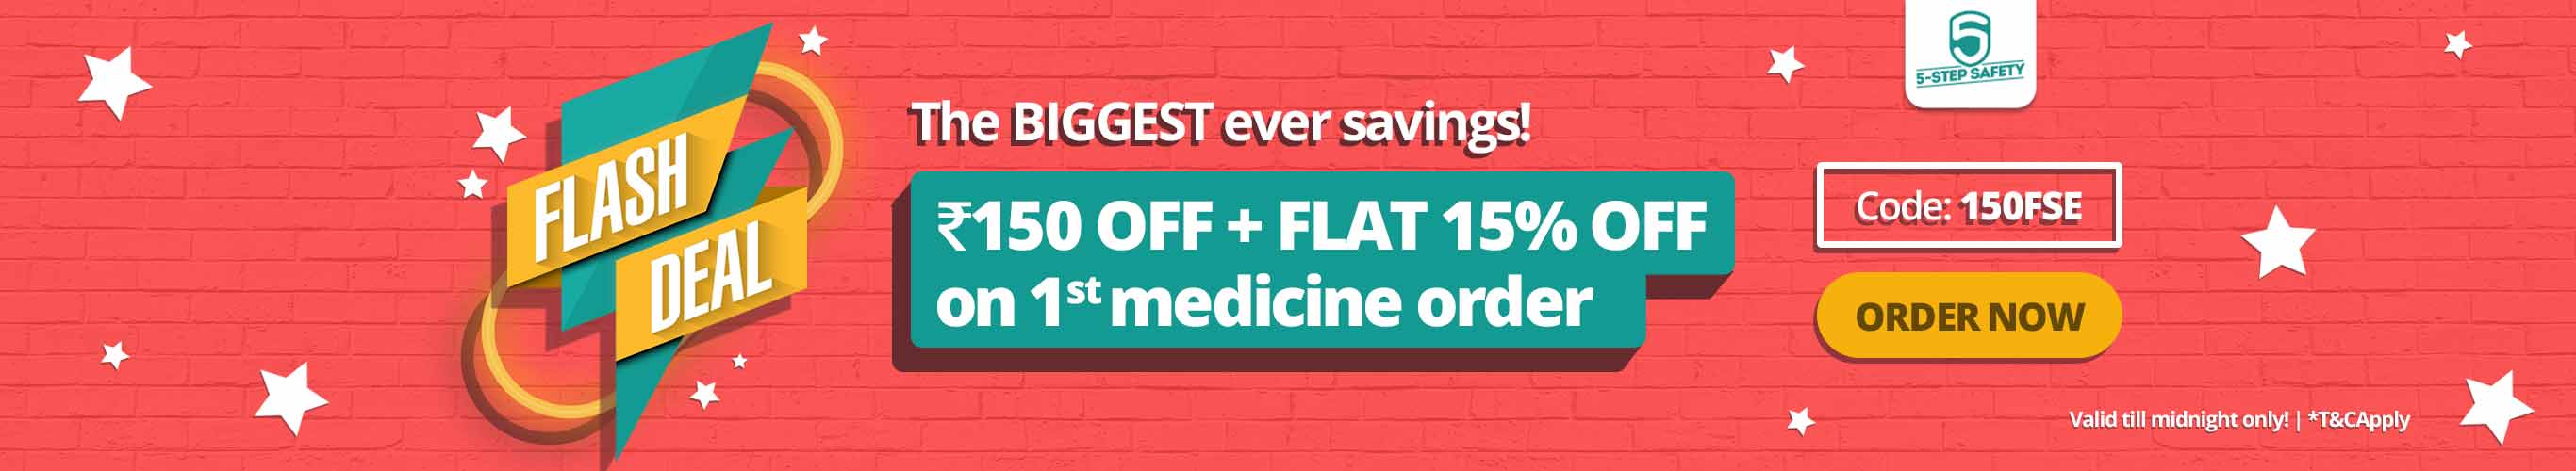 FLASH
DEAL
The BIGGEST ever savings!
₹150 OFF + FLAT 15% OFF
on 1st medicine order
5
5-STEP SAFETY
Code: 150FSE
ORDER NOW
Valid till midnight only! | *T&CApply